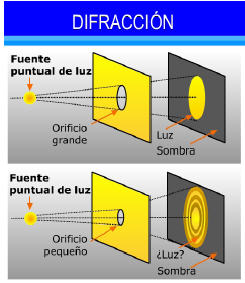 DIFRACCIÓN
Fuente
puntual de luz
Orificio
grande
Luz
Sombra
Fuente
puntual de luz
Orificio
pequeño
¿Luz?
Sombra